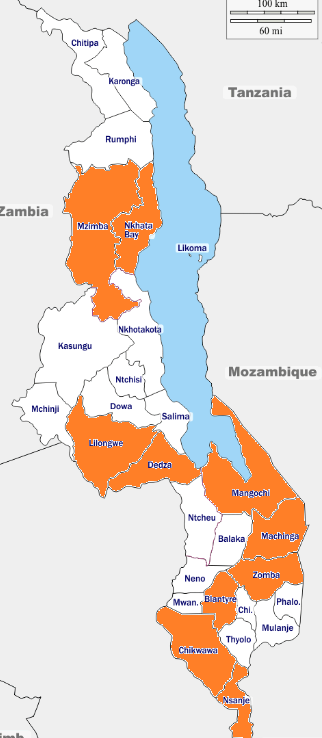 100 km
60 mi
Chitipa
Karonga
Tanzania
Rumphi
Zambia
Mzimba
Nkhata
Bay
Likoma
Nkhotakota
Kasungu
Mozambique
Ntchisi
Mchinji
Dowa
Salima
Lilongwe
Dedza
Mangochi
Ntcheu
Balaka
Machinga
Neno
Zomba
Mwan.
Blantyre
Chi.
Phalo.
Mulanje
Thyolo
Chikwawa
Nsanje
imb